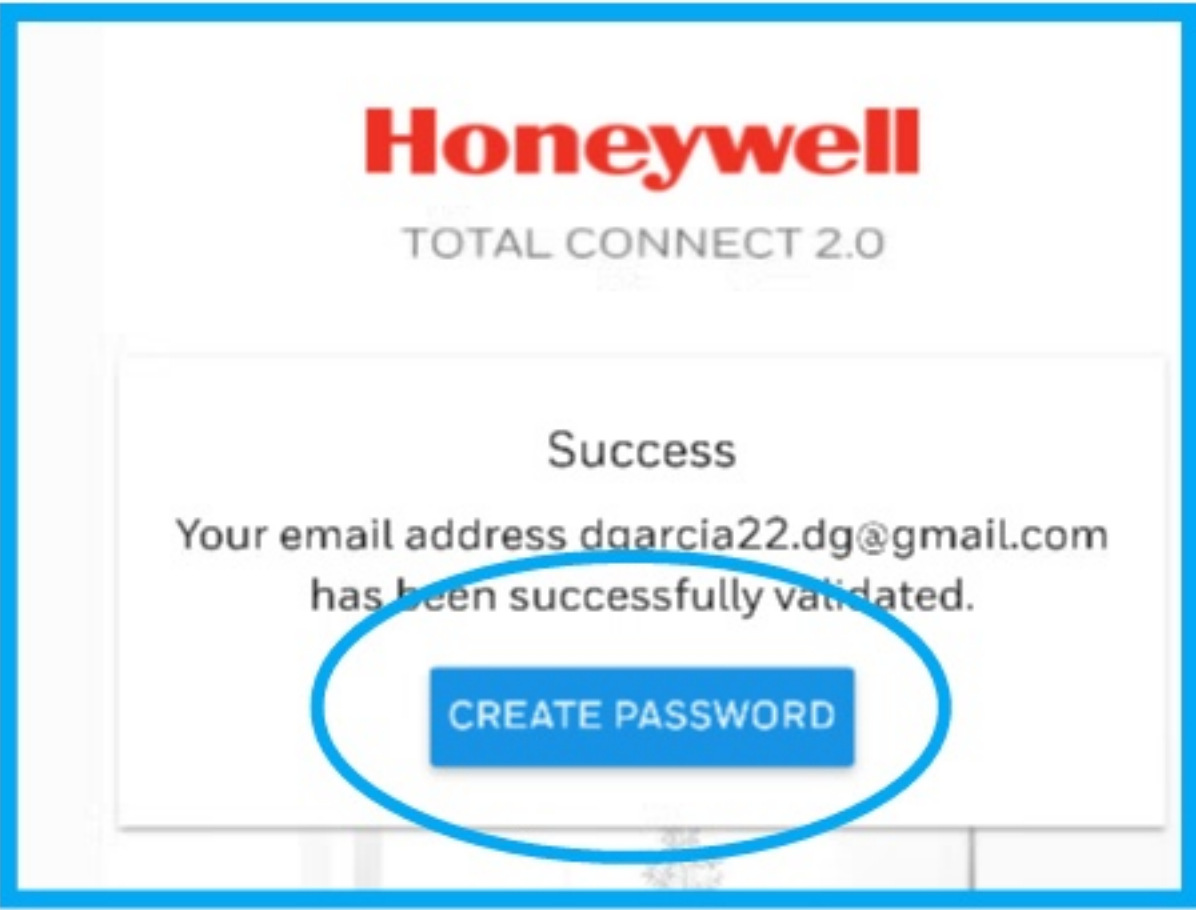 Honeywell
TOTAL CONNECT 2.0
Success
Your email address dgarcia22.dg@gmail.com
has been successfully validated.
CREATE PASSWORD